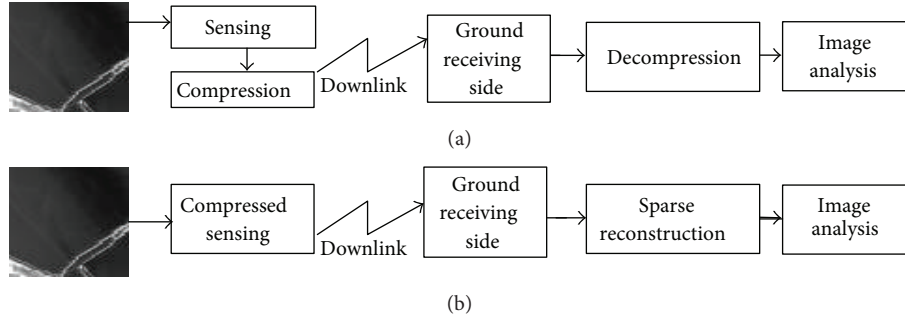 Sensing
Compression
Downlink
Ground
receiving
side
Decompression
Image
analysis
(a)
Compressed
sensing
Downlink
Ground
receiving
side
Sparse
reconstruction
Image
analysis
(b)